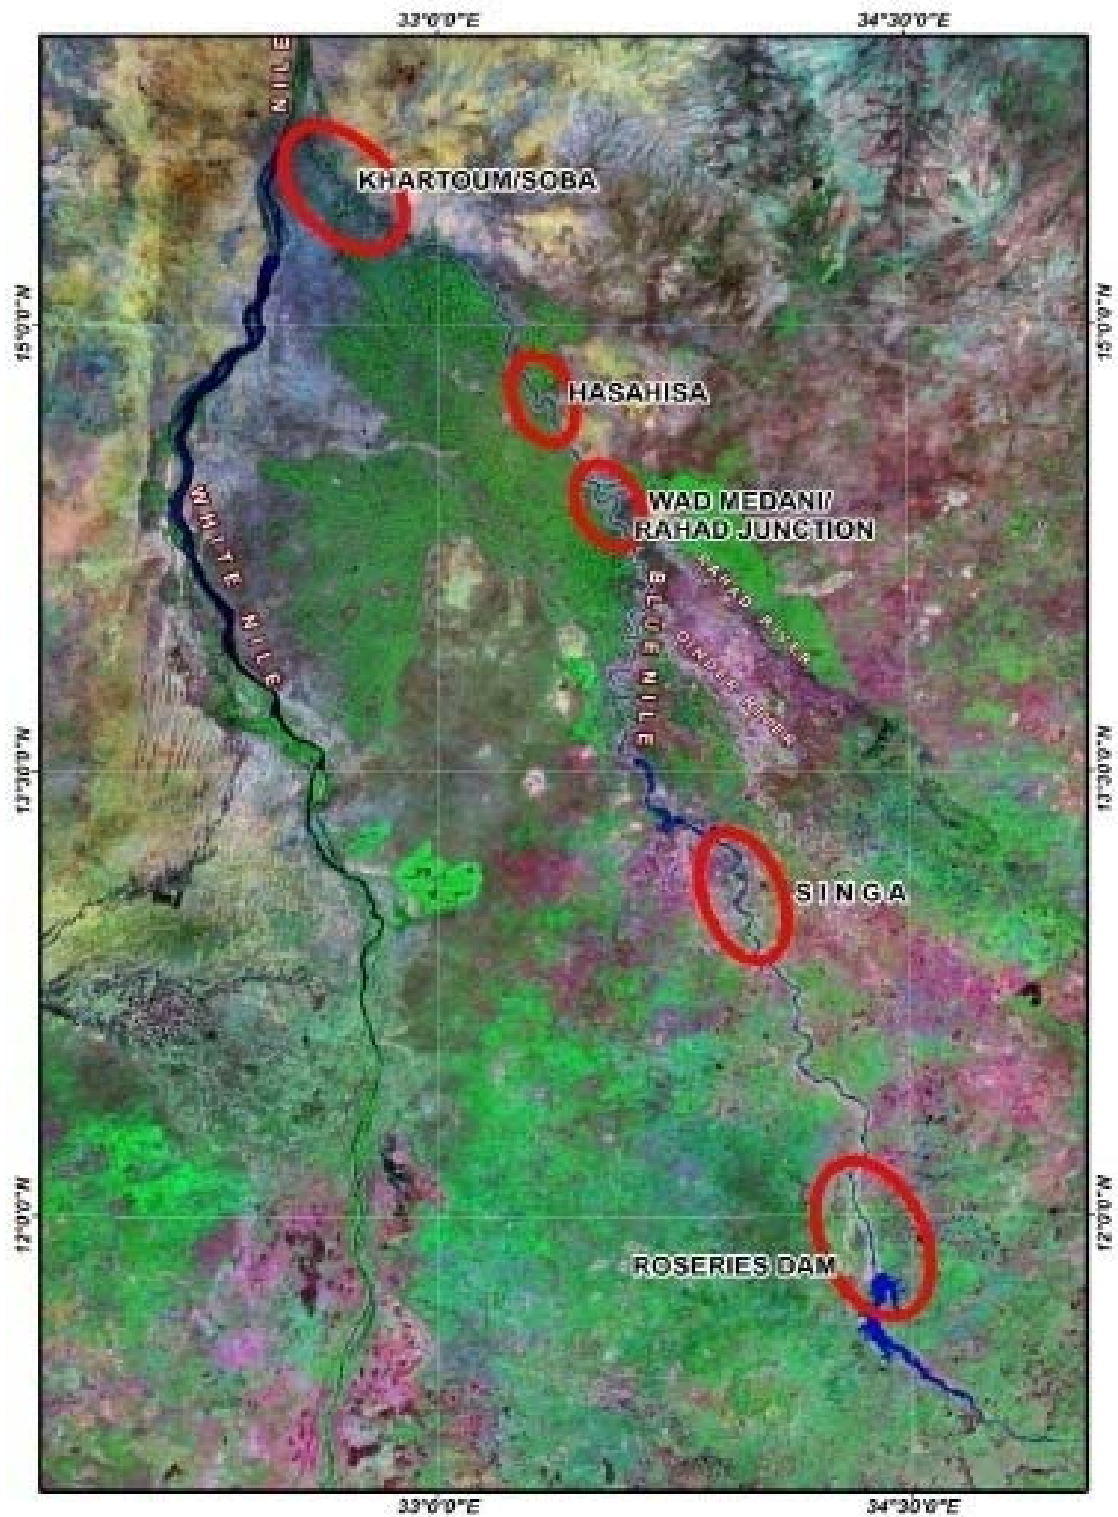 33°0'0"E
34°30'0"E
NILE
KHARTOUM/SOBA
15°0'0"N
15°0'0"N
HASAHISA
WHITE NILE
WAD MEDANI/
RAHAD JUNCTION
RAHAD RIVER
BLUE NILE
DINDER RIVER
13°30'0"N
13°30'0"N
SINGA
12°0'0"N
12°0'0"N
ROSERIES DAM
33°0'0"E
34°30'0"E